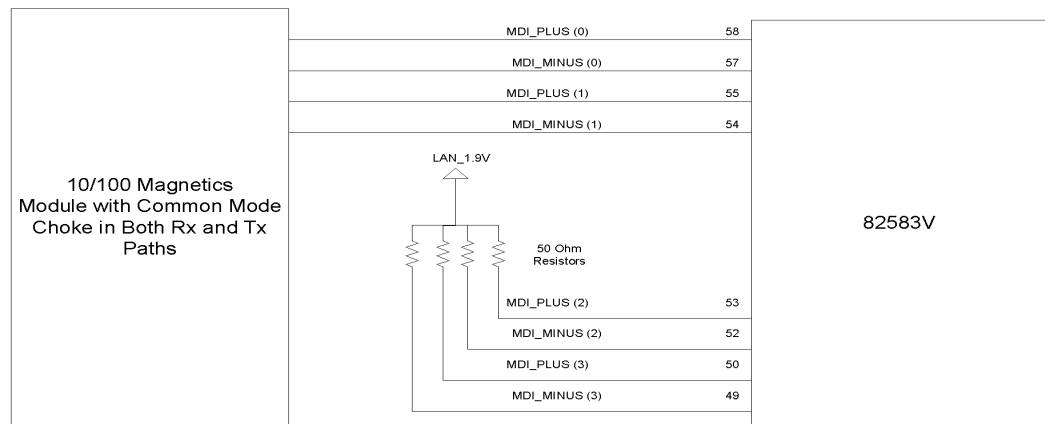 MDI_PLUS (0) 58
MDI_MINUS (0) 57
MDI_PLUS (1) 55
MDI_MINUS (1) 54
LAN_1.9V
10/100 Magnetics
Module with Common Mode
Choke in Both Rx and Tx
Paths
82583V
50 Ohm
Resistors
MDI_PLUS (2) 53
MDI_MINUS (2) 52
MDI_PLUS (3) 50
MDI_MINUS (3) 49